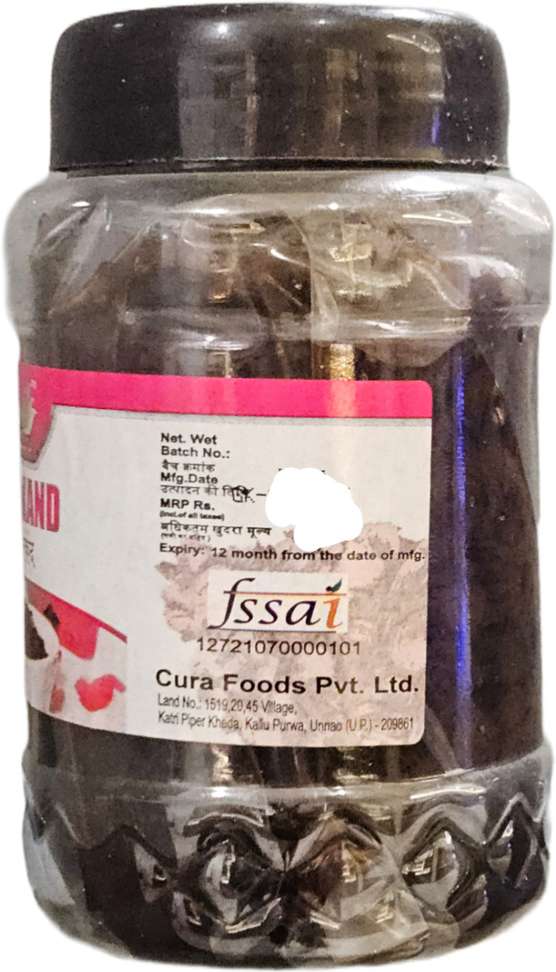 AND
Net. Wet
Batch No.:
बैच क्रमांक
Mfg.Date
उत्पादन की
MRP Rs.
(incl.of all taxes)
अधिकतम खुदरा मूल्य
Expiry: 12 month from the date of mfg.
fssai
12721070000101
Cura Foods Pvt. Ltd.
Land No.: 1519,20,45 Village,
Katri Piper Kheda, Kallu Purwa, Unnao (U.P.) - 209861